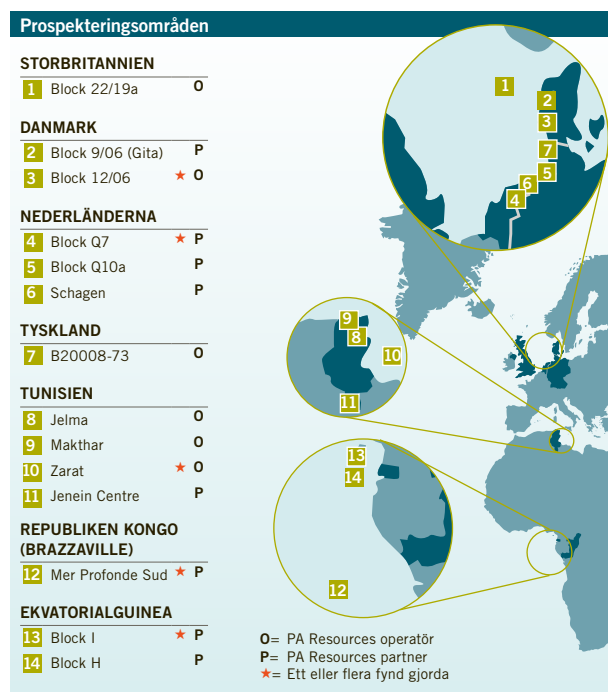 Prospekteringsområden
STORBRITANNIEN
1 Block 22/19a O
DANMARK
2 Block 9/06 (Gita) P
3 Block 12/06 ★ O
NEDERLÄNDERNA
4 Block Q7 ★ P
5 Block Q10a P
6 Schagen P
TYSKLAND
7 B20008-73 O
TUNISIEN
8 Jelma O
9 Makthar O
10 Zarat ★ O
11 Jenein Centre P
REPUBLIKEN KONGO
(BRAZZAVILLE)
12 Mer Profonde Sud ★ P
EKVATORIALGUINEA
13 Block I ★ P
14 Block H P
1
2
3
7
5
6
4
9
8
10
11
13
14
12
O= PA Resources operatör
P= PA Resources partner
★= Ett eller flera fynd gjorda